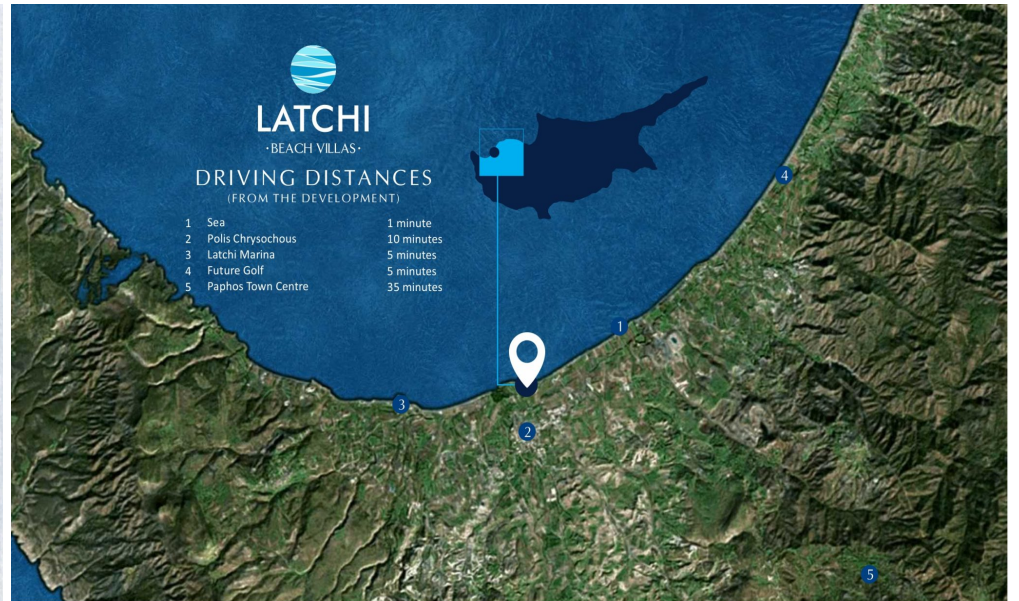 LATCHI
·BEACH VILLAS·
DRIVING DISTANCES
(FROM THE DEVELOPMENT)
1 Sea 1 minute
2 Polis Chrysochous 10 minutes
3 Latchi Marina 5 minutes
4 Future Golf 5 minutes
5 Paphos Town Centre 35 minutes
4
1
3
2
5